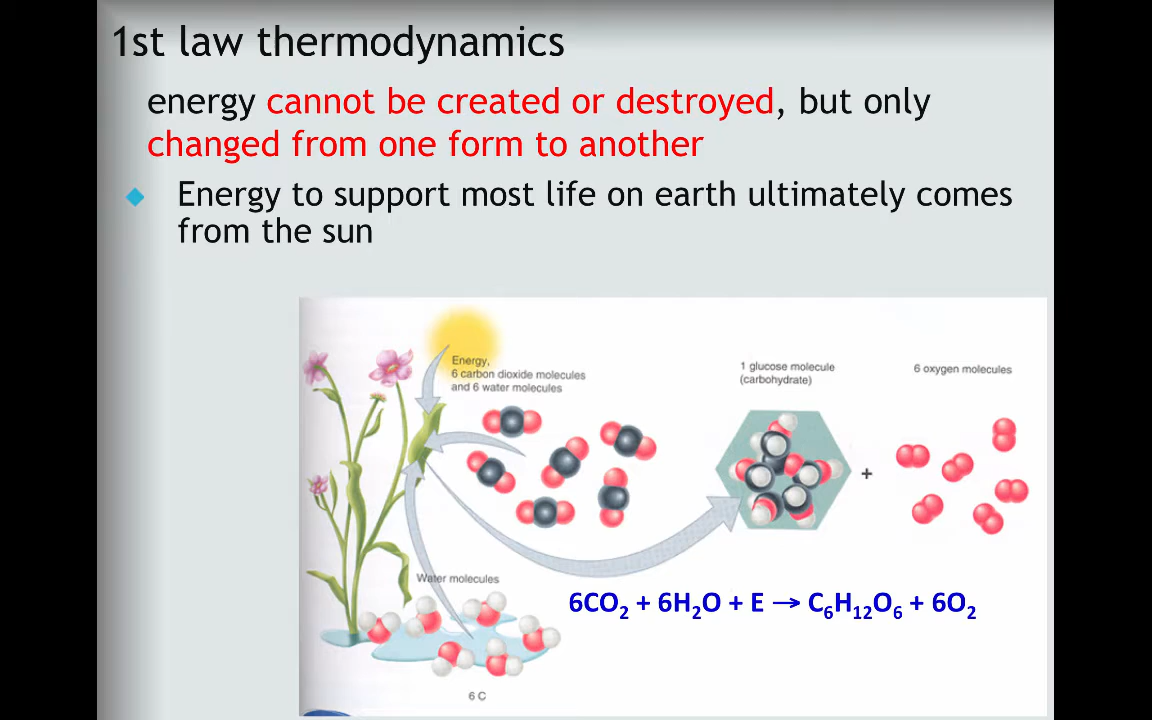 1st law thermodynamics
energy cannot be created or destroyed, but only
changed from one form to another
Energy to support most life on earth ultimately comes
from the sun
Energy,
6 carbon dioxide molecules
and 6 water molecules
1 glucose molecule
(carbohydrate)
6 oxygen molecules
+
Water molecules
6CO₂ + 6H₂O + E → C₆H₁₂O₆ + 6O₂
6 C